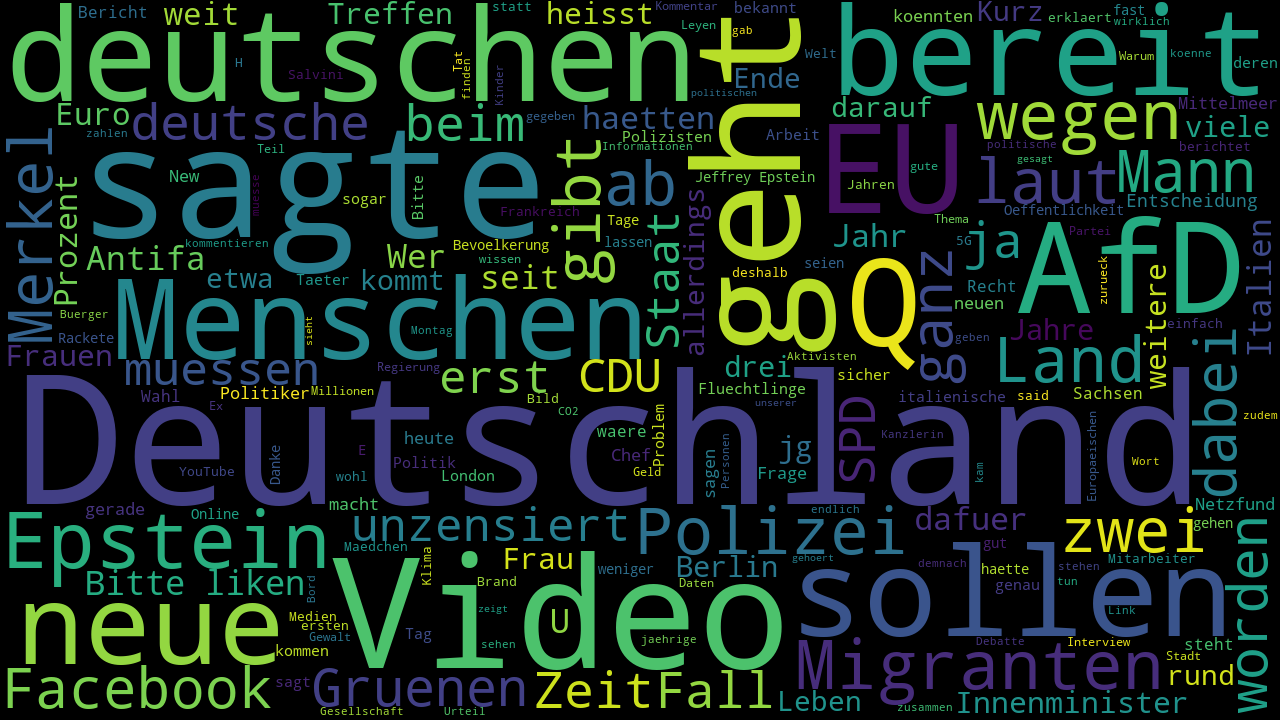 Bericht weit Treffen statt heisst Kommentar bekannt koennten Kurz erklaert fast wirklich
deutschen Leyen gab geht bereit
H Salvini Tat finden Kinder Welt Warum koenne deren
politischen Ende
Euro deutsche beim gegeben haetten darauf wegen Mittelmeer
zahlen Polizisten Arbeit EU viele
Merkel sagte Teil Informationen politische berichtet
New muesse sogar Bitte gibt ab Jeffrey Epstein gute gesagt laut Mann
Prozent Frankreich Tage allerdings Jahren Oeffentlichkeit Entscheidung
Antifa kommentieren Wer Bevoelkerung lassen Staat Jahr Thema 5G ja AfD Partei Italien
etwa kommt wissen seit deshalb seien Q ganz Recht zurueck weitere
Taeter Menschen neuen
Buerger sieht Montag Jahre einfach
Rackete geben
Frauen muessen Regierung erst CDU drei Aktivisten Land dabei
Wahl Politiker Millionen Bild Fluechtlinge sicher italienische said Sachsen
Ex CO2 unserer zudem
Deutschland
Danke heute waere Problem jg SPD Kanzlerin
YouTube E Politik Chef Personen Europaeischen Wort
wohl London Geld sagen Frage kam
gerade Online macht endlich dafuer Netzfund
Epstein unzensiert Polizei zwei gehen worden
Maedchen Klima Frau gehoert gut
Bitte liken Bord Brand weniger Berlin demnach haette stehen Mitarbeiter
Daten sollen genau tun
neue Medien Video zeigt Link
ersten U
Gewalt Tag sehen jaehrige Debatte Interview steht
kommen Stadt
Facebook sagt Gruenen Zeit Fall Migranten rund
Leben Innenminister
Gesellschaft Urteil zusammen